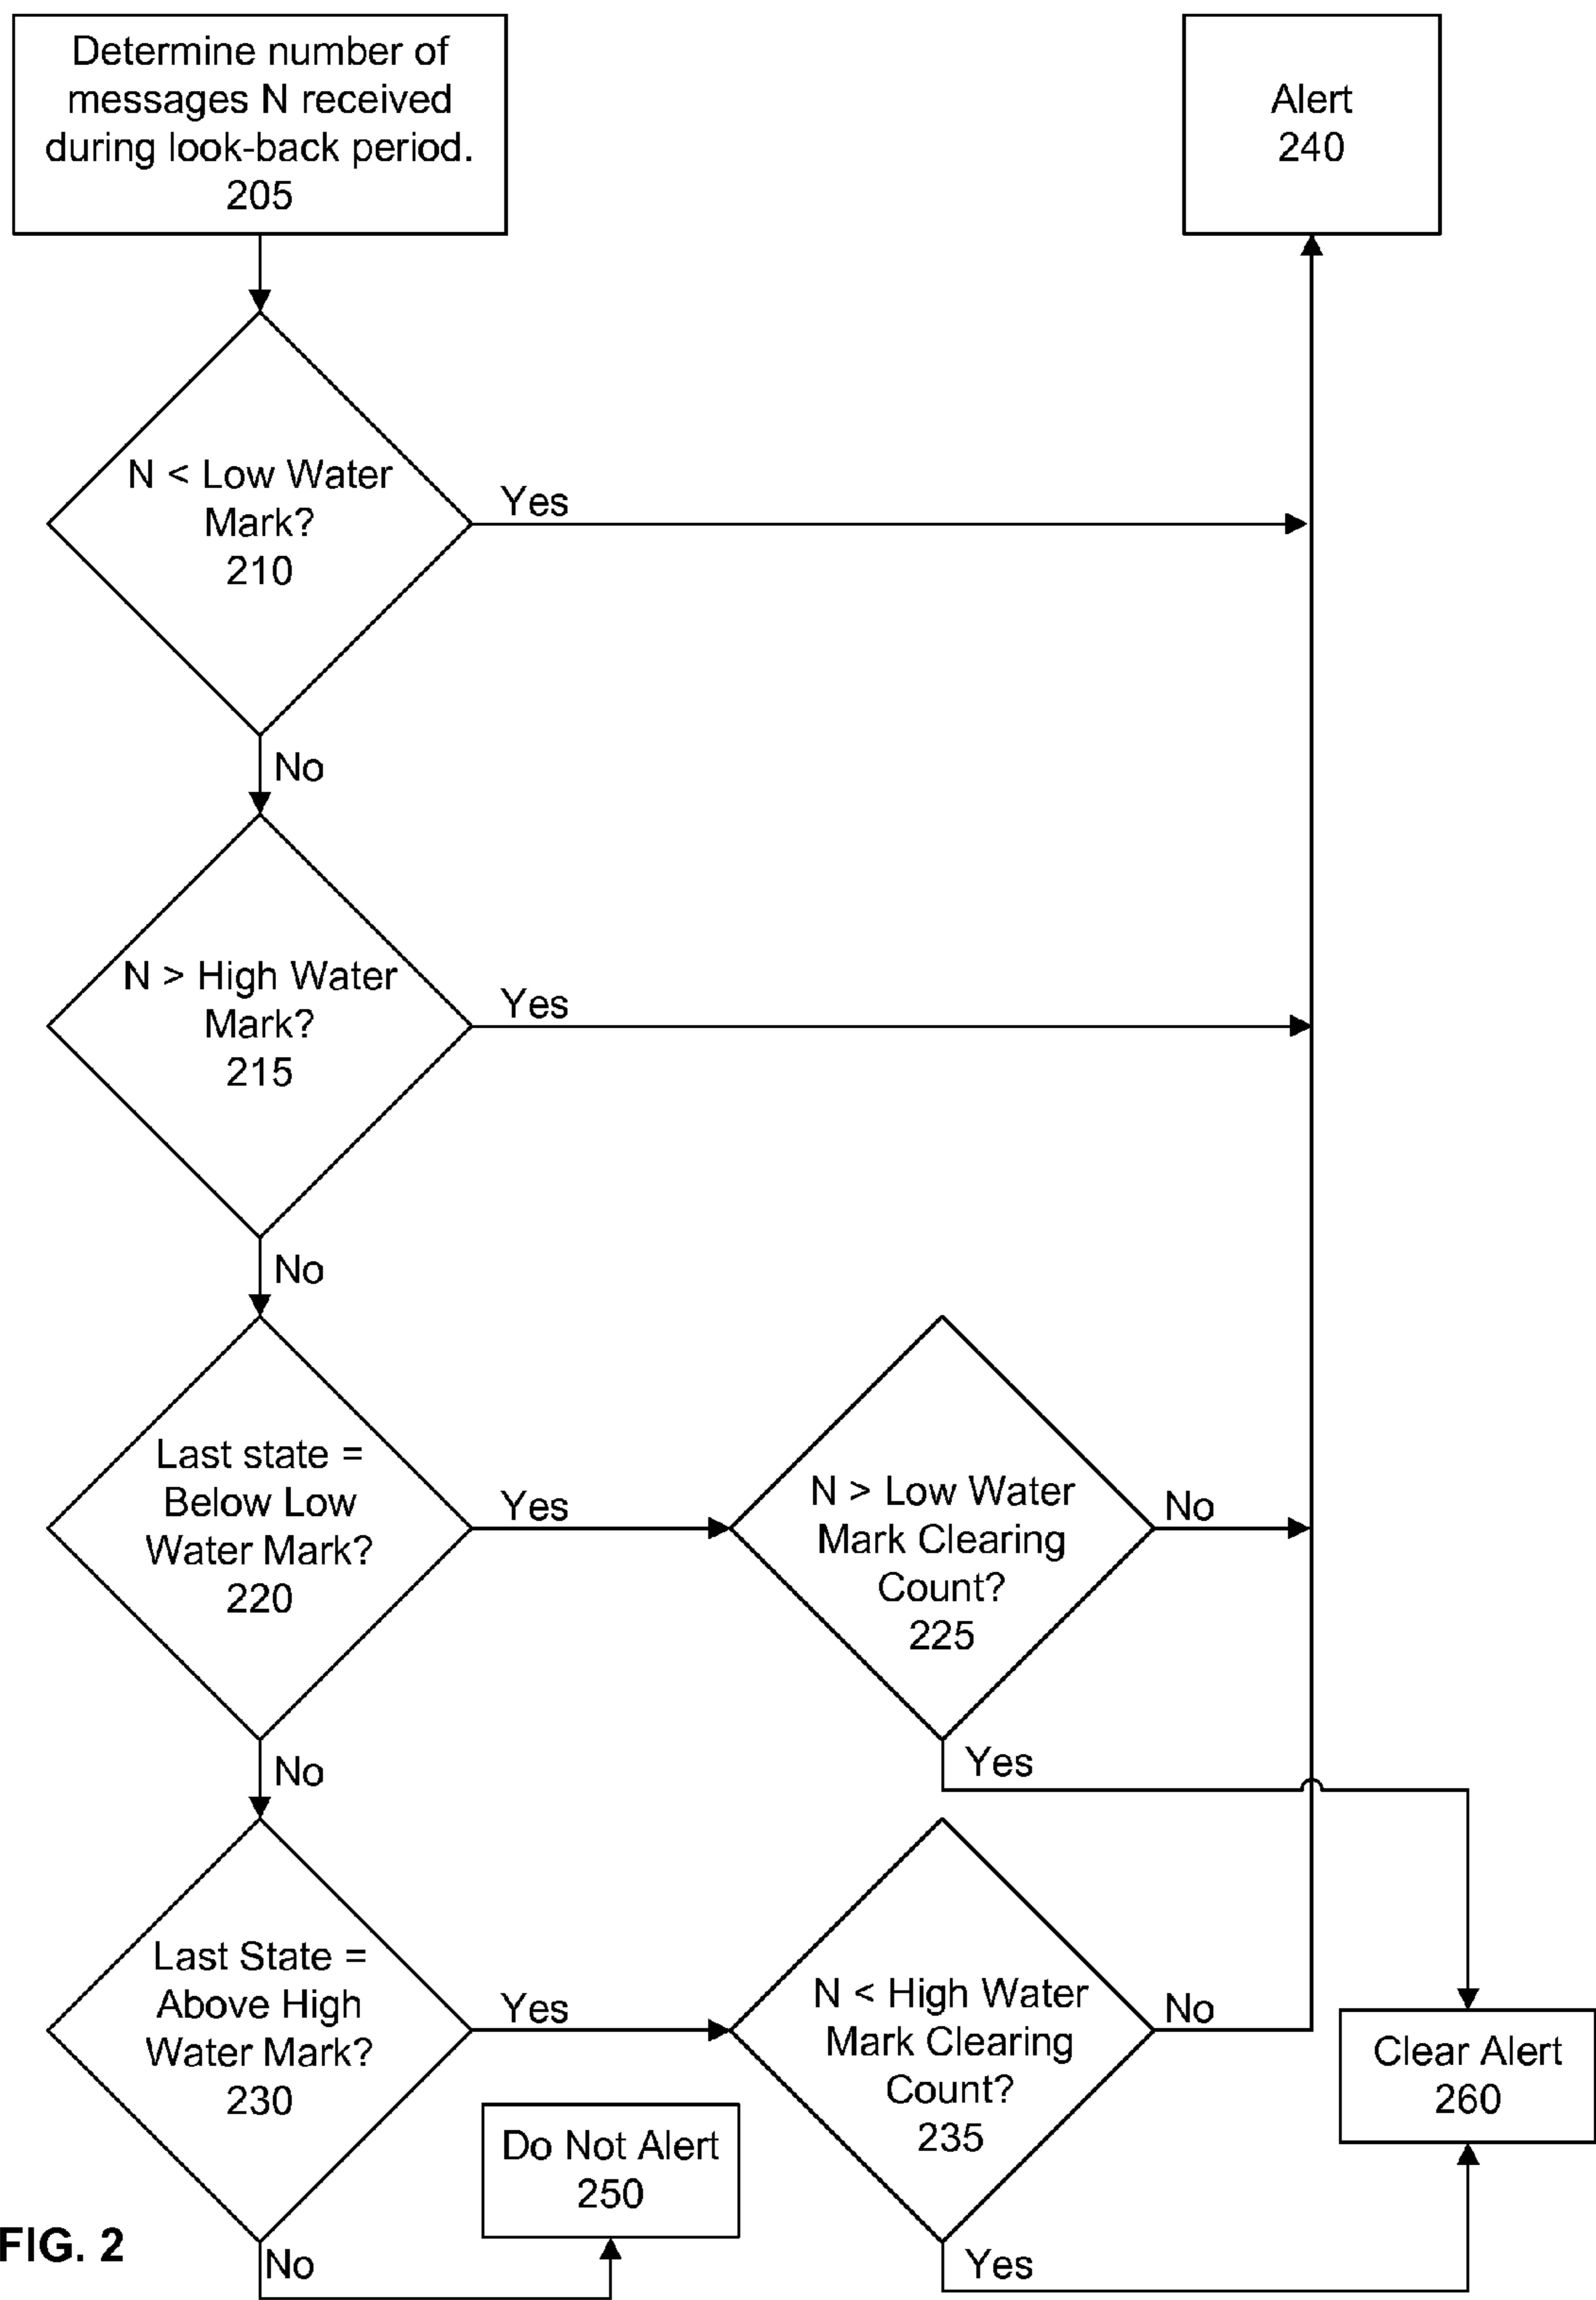 Determine number of
messages N received
during look-back period.
205
Alert
240
N < Low Water
Mark?
210
Yes
No
N > High Water
Mark?
215
Yes
No
Last state =
Below Low
Water Mark?
220
Yes
N > Low Water
Mark Clearing
Count?
225
No
Yes
No
Last State =
Above High
Water Mark?
230
Yes
N < High Water
Mark Clearing
Count?
235
No
Clear Alert
260
Do Not Alert
250
FIG. 2
No
Yes